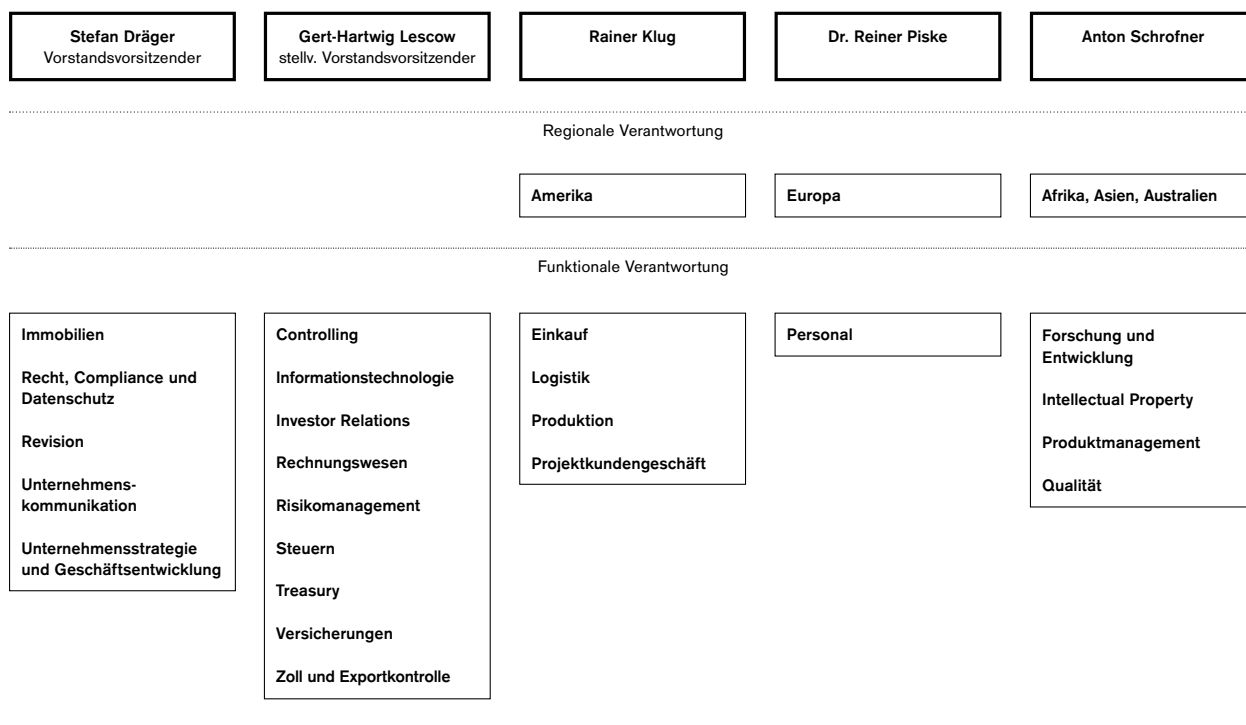 Stefan Dräger
Vorstandsvorsitzender
Gert-Hartwig Lescow
stellv. Vorstandsvorsitzender
Rainer Klug
Dr. Reiner Piske
Anton Schrofner
Regionale Verantwortung
Amerika
Europa
Afrika, Asien, Australien
Funktionale Verantwortung
Immobilien
Recht, Compliance und
Datenschutz
Revision
Unternehmens-
kommunikation
Unternehmensstrategie
und Geschäftsentwicklung
Controlling
Informationstechnologie
Investor Relations
Rechnungswesen
Risikomanagement
Steuern
Treasury
Versicherungen
Zoll und Exportkontrolle
Einkauf
Logistik
Produktion
Projektkundengeschäft
Personal
Forschung und
Entwicklung
Intellectual Property
Produktmanagement
Qualität